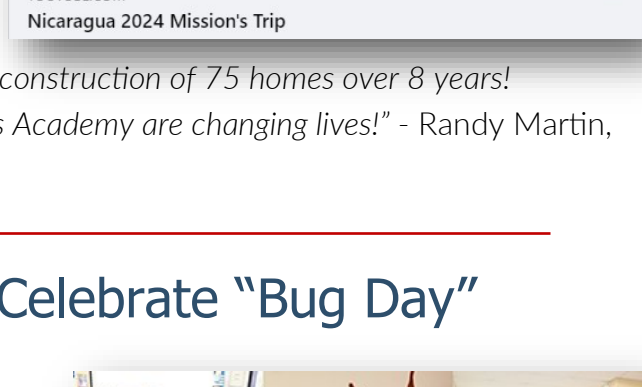 Nicaragua 2024 Mission's Trip
construction of 75 homes over 8 years!
s Academy are changing lives!” - Randy Martin,
Celebrate “Bug Day”